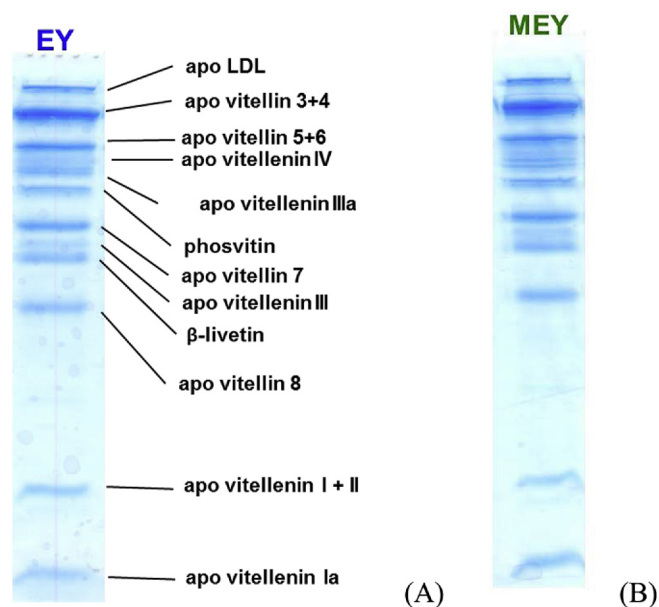 EY
MEY
apo LDL
apo vitellin 3+4
apo vitellin 5+6
apo vitellenin IV
apo vitellenin IIIa
phosvitin
apo vitellin 7
apo vitellenin III
β-livetin
apo vitellin 8
apo vitellenin I + II
apo vitellenin Ia
(A)
(B)